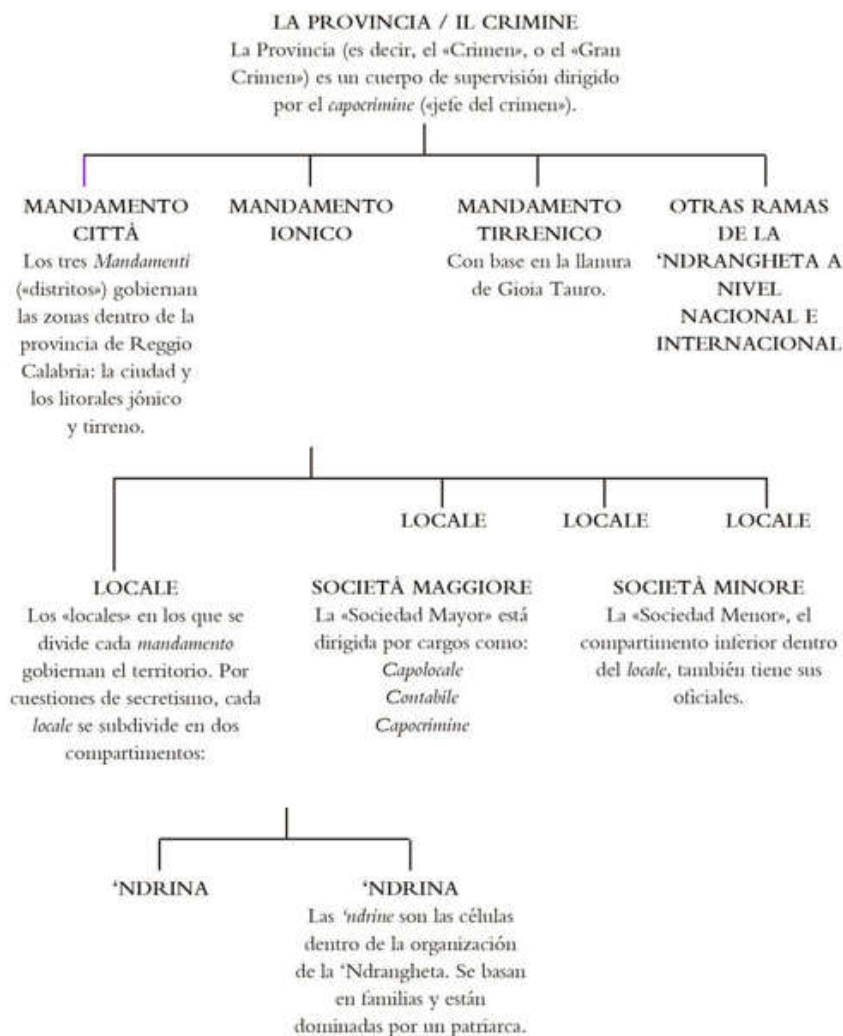 LA PROVINCIA / IL CRIMINE
La Provincia (es decir, el «Crimen», o el «Gran
Crimen») es un cuerpo de supervisión dirigido
por el capocrimine («jefe del crimen»).
MANDAMENTO
CITTÀ
Los tres Mandamenti
(«distritos») gobiernan
las zonas dentro de la
provincia de Reggio
Calabria: la ciudad y
los litorales jónico
y tirreno.
MANDAMENTO
IONICO
MANDAMENTO
TIRRENICO
Con base en la llanura
de Gioia Tauro.
OTRAS RAMAS
DE LA
‘NDRANGHETA A
NIVEL
NACIONAL E
INTERNACIONAL
LOCALE
LOCALE
LOCALE
LOCALE
Los «locales» en los que se
divide cada mandamento
gobiernan el territorio. Por
cuestiones de secretismo, cada
locale se subdivide en dos
compartimentos:
SOCIETÀ MAGGIORE
La «Sociedad Mayor» está
dirigida por cargos como:
Capolocale
Contabile
Capocrimine
SOCIETÀ MINORE
La «Sociedad Menor», el
compartimento inferior dentro
del locale, también tiene sus
oficiales.
‘NDRINA
‘NDRINA
Las ‘ndrine son las células
dentro de la organización
de la ‘Ndrangheta. Se basan
en familias y están
dominadas por un patriarca.